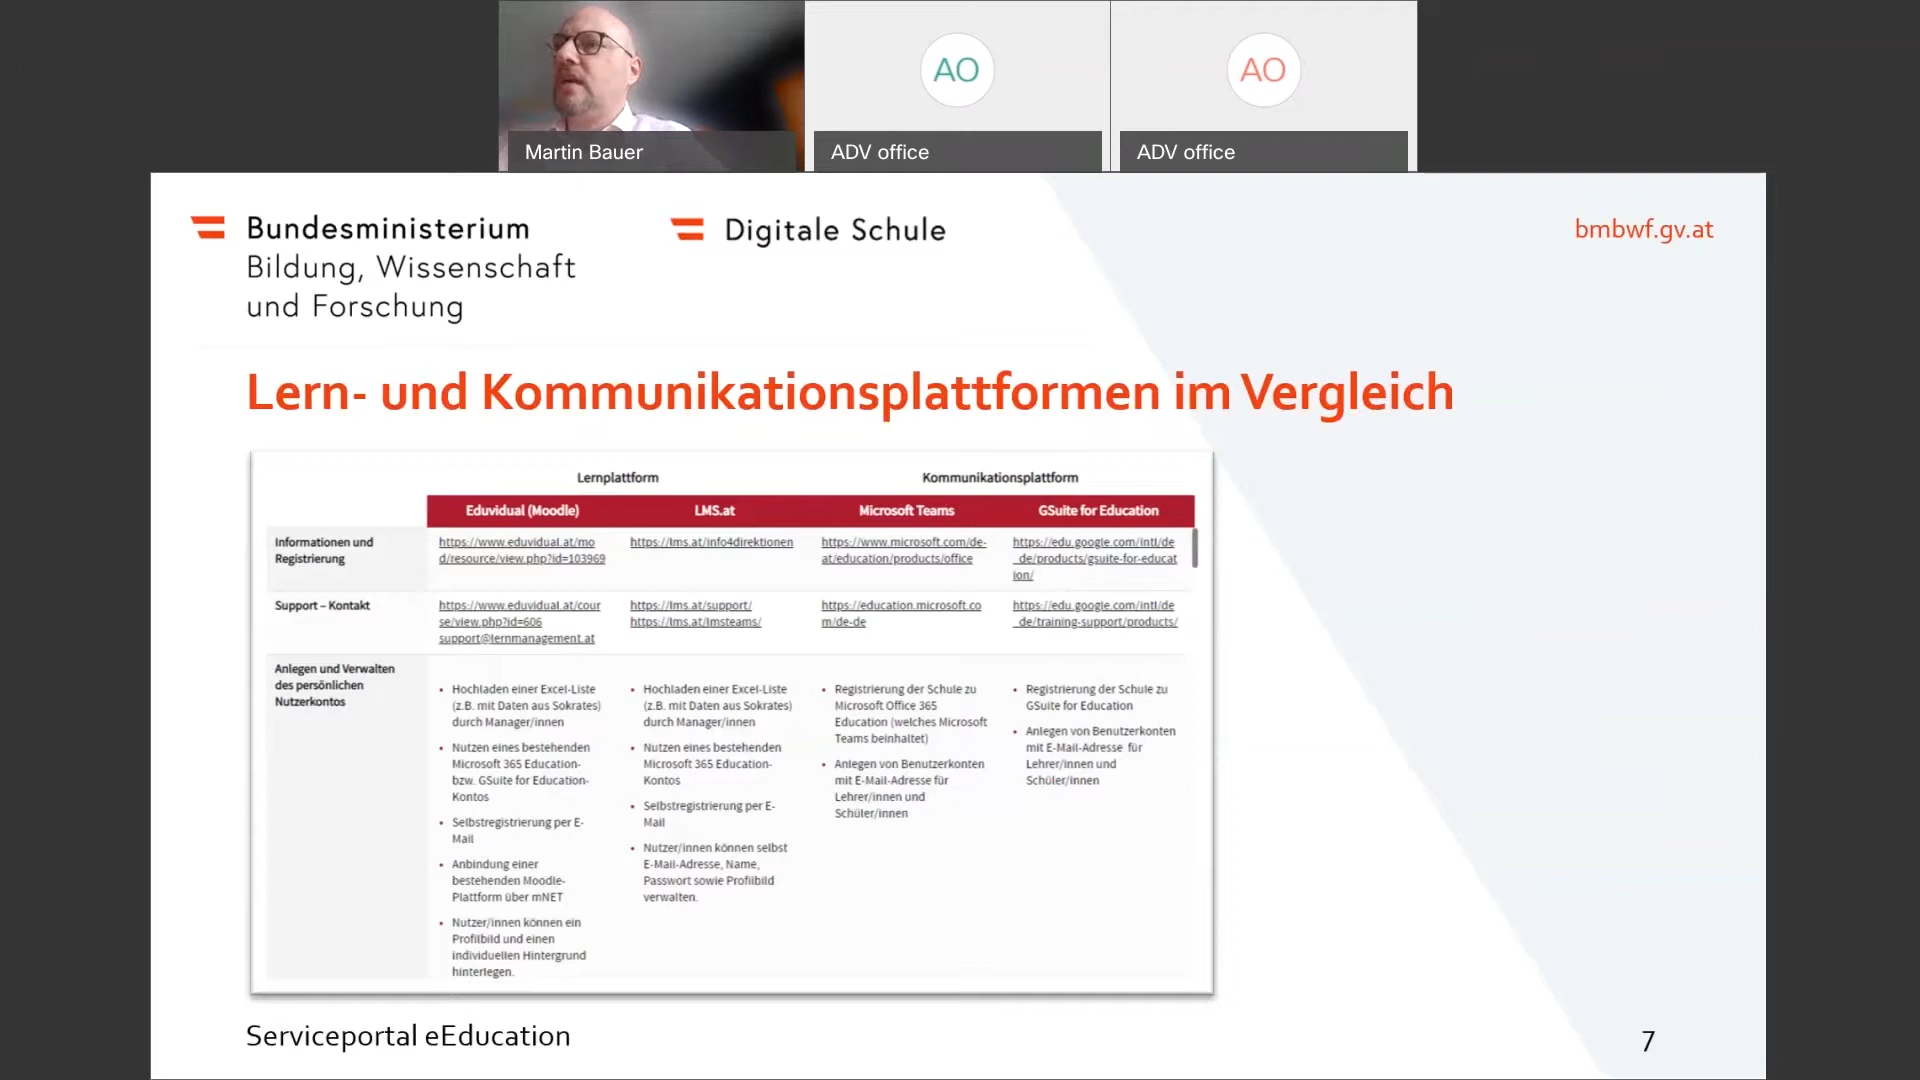 AO
AO
Martin Bauer
ADV office
ADV office
Bundesministerium
Bildung, Wissenschaft
und Forschung
Digitale Schule
bmbwf.gv.at
Lern- und Kommunikationsplattformen im Vergleich
Lernplattform
Kommunikationsplattform
Eduvidual (Moodle)
LMS.at
Microsoft Teams
GSuite for Education
Informationen und
Registrierung
https://www.eduvidual.at/mo
d/resource/view.php?id=103969
https://lms.at/info4direktionen
https://www.microsoft.com/de-
at/education/products/office
https://edu.google.com/intl/de
_de/products/gsuite-for-educat
ion/
Support – Kontakt
https://www.eduvidual.at/cour
se/view.php?id=606
support@lernmanagement.at
https://lms.at/support/
https://lms.at/lmsteams/
https://education.microsoft.co
m/de-de
https://edu.google.com/intl/de
_de/training-support/products/
Anlegen und Verwalten
des persönlichen
Nutzerkontos
• Hochladen einer Excel-Liste
(z.B. mit Daten aus Sokrates)
durch Manager/innen
• Nutzen eines bestehenden
Microsoft 365 Education-
bzw. GSuite for Education-
Kontos
• Selbstregistrierung per E-
Mail
• Anbindung einer
bestehenden Moodle-
Plattform über mNET
• Nutzer/innen können ein
Profilbild und einen
individuellen Hintergrund
hinterlegen.
• Hochladen einer Excel-Liste
(z.B. mit Daten aus Sokrates)
durch Manager/innen
• Nutzen eines bestehenden
Microsoft 365 Education-
Kontos
• Selbstregistrierung per E-
Mail
• Nutzer/innen können selbst
E-Mail-Adresse, Name,
Passwort sowie Profilbild
verwalten.
• Registrierung der Schule zu
Microsoft Office 365
Education (welches Microsoft
Teams beinhaltet)
• Anlegen von Benutzerkonten
mit E-Mail-Adresse für
Lehrer/innen und
Schüler/innen
• Registrierung der Schule zu
GSuite for Education
• Anlegen von Benutzerkonten
mit E-Mail-Adresse für
Lehrer/innen und
Schüler/innen
Serviceportal eEducation
7